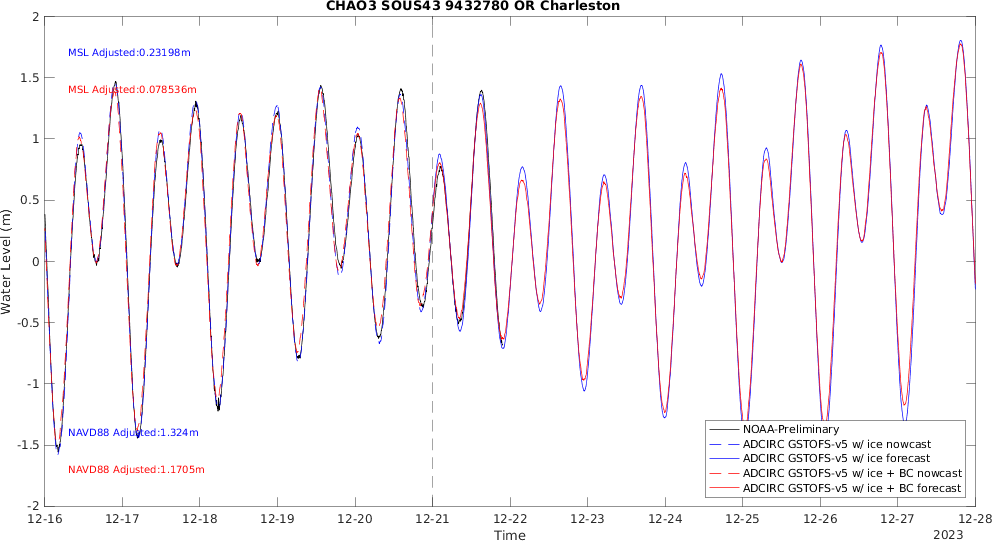 CHAO3 SOUS43 9432780 OR Charleston
Water Level (m)
2
1.5
1
0.5
0
-0.5
-1
-1.5
-2
MSL Adjusted:0.23198m
MSL Adjusted:0.078536m
NAVD88 Adjusted:1.324m
NAVD88 Adjusted:1.1705m
NOAA-Preliminary
ADCIRC GSTOFS-v5 w/ ice nowcast
ADCIRC GSTOFS-v5 w/ ice forecast
ADCIRC GSTOFS-v5 w/ ice + BC nowcast
ADCIRC GSTOFS-v5 w/ ice + BC forecast
12-16 12-17 12-18 12-19 12-20 12-21 12-22 12-23 12-24 12-25 12-26 12-27 12-28
Time
2023